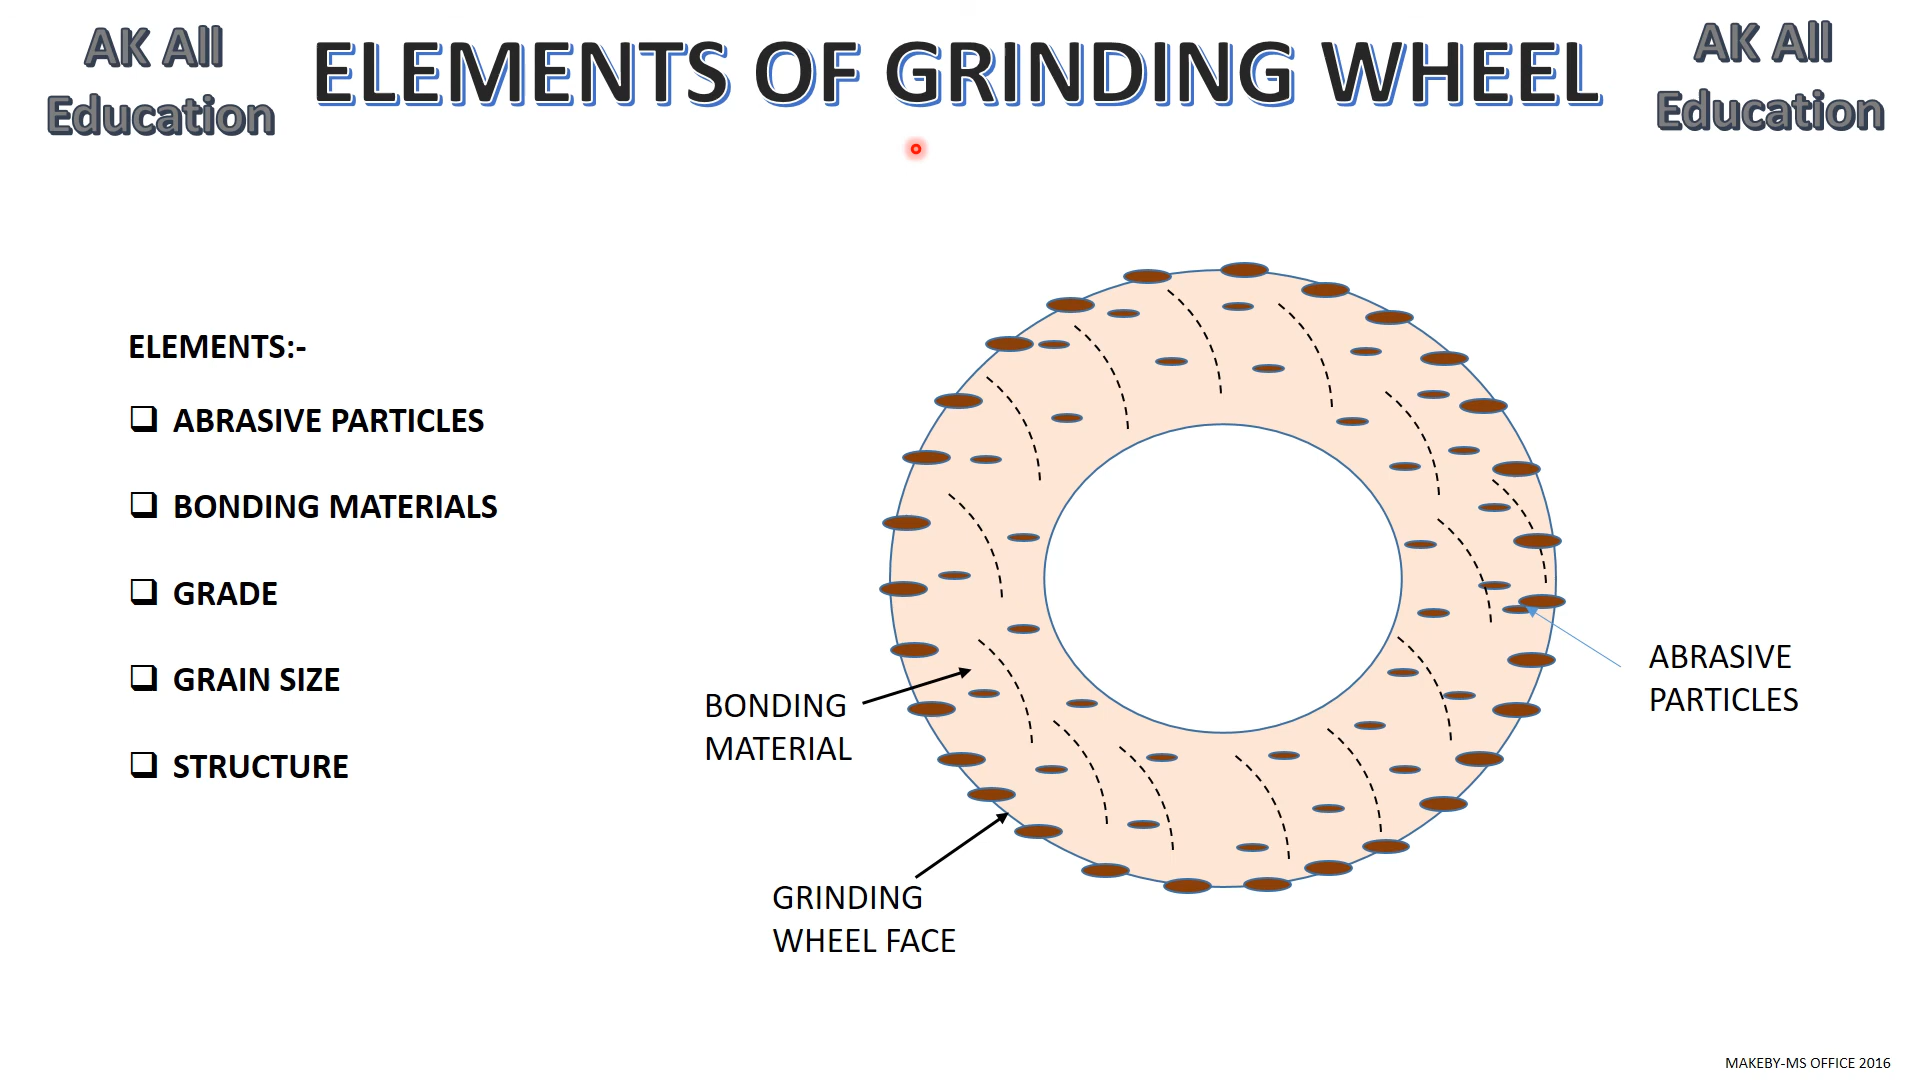 AK All
Education
ELEMENTS OF GRINDING WHEEL
AK All
Education
ELEMENTS:-
ABRASIVE PARTICLES
BONDING MATERIALS
GRADE
GRAIN SIZE
STRUCTURE
BONDING
MATERIAL
GRINDING
WHEEL FACE
ABRASIVE
PARTICLES
MAKEBY-MS OFFICE 2016